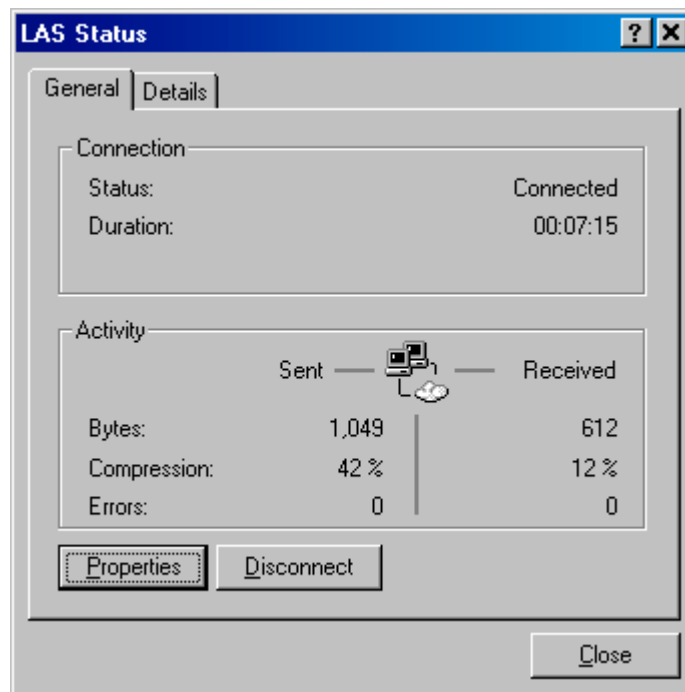 LAS Status
General Details
Connection
Status: Connected
Duration: 00:07:15
Activity
Sent Received
Bytes: 1,049 612
Compression: 42 % 12 %
Errors: 0 0
Properties Disconnect
Close